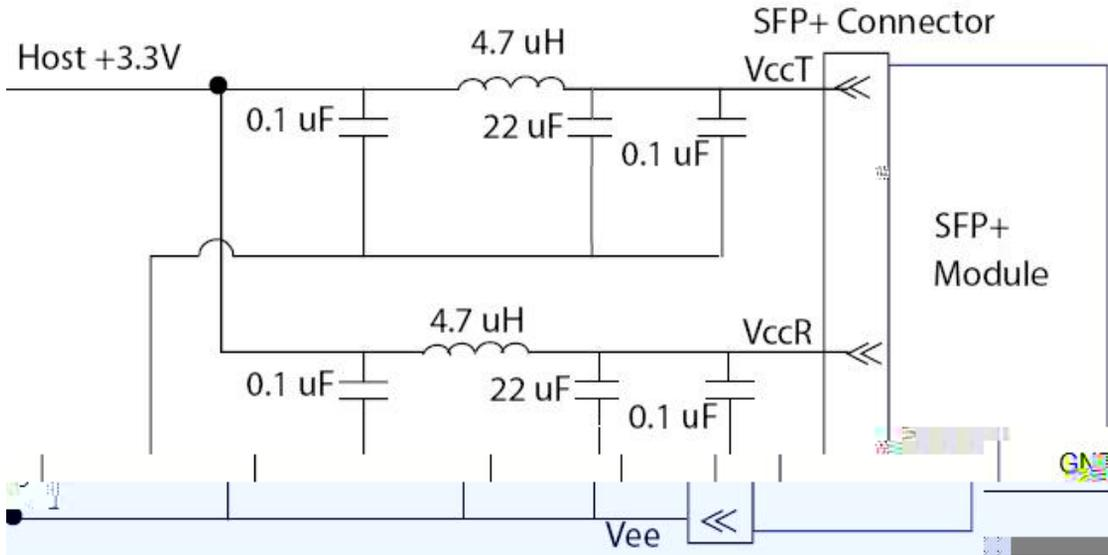 SFP+ Connector
Host +3.3V
4.7 uH
VccT
0.1 uF
22 uF
0.1 uF
SFP+
Module
4.7 uH
VccR
0.1 uF
22 uF
0.1 uF
Vee